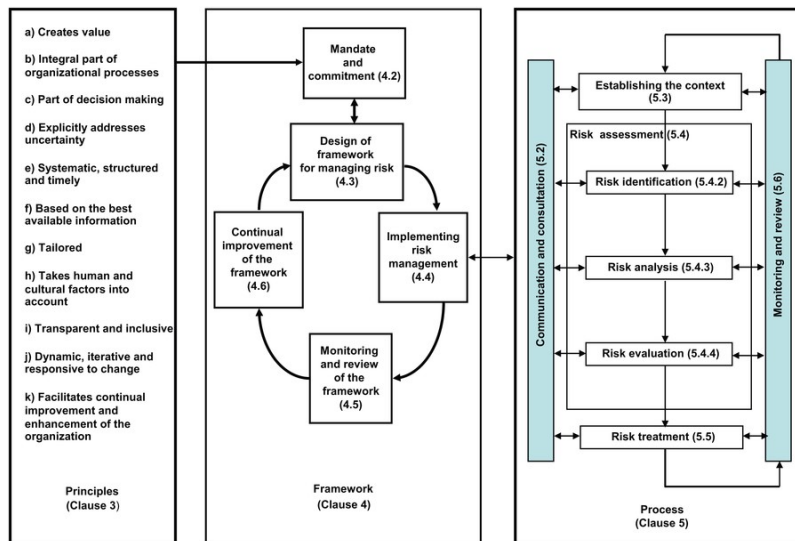 a) Creates value
b) Integral part of
organizational processes
c) Part of decision making
d) Explicitly addresses
uncertainty
e) Systematic, structured
and timely
f) Based on the best
available information
g) Tailored
h) Takes human and
cultural factors into
account
i) Transparent and inclusive
j) Dynamic, iterative and
responsive to change
k) Facilitates continual
improvement and
enhancement of the
organization
Principles
(Clause 3)
Mandate
and
commitment (4.2)
Design of
framework
for managing risk
(4.3)
Continual
improvement of
the framework
(4.6)
Implementing
risk
management
(4.4)
Monitoring
and review
of the
framework
(4.5)
Framework
(Clause 4)
Communication and consultation (5.2)
Establishing the context
(5.3)
Risk assessment (5.4)
Risk identification (5.4.2)
Risk analysis (5.4.3)
Risk evaluation (5.4.4)
Risk treatment (5.5)
Monitoring and review (5.6)
Process
(Clause 5)